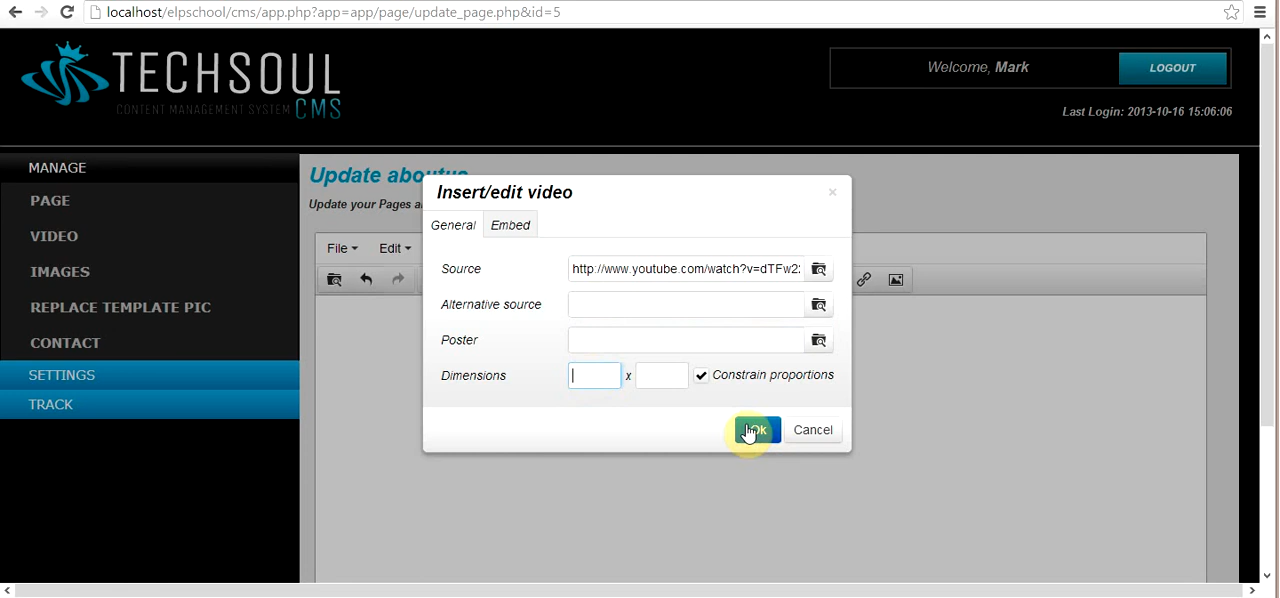 localhost/elpschool/cms/app.php?app=app/page/update_page.php&id=5
TECHSOUL
CONTENT MANAGEMENT SYSTEM CMS
Welcome, Mark
LOGOUT
Last Login: 2013-10-16 15:06:06
MANAGE
PAGE
VIDEO
IMAGES
REPLACE TEMPLATE PIC
CONTACT
SETTINGS
TRACK
Update aboutus
Update your Pages a
File
Edit
Insert/edit video
×
General
Embed
Source
http://www.youtube.com/watch?v=dTFw2
Alternative source
Poster
Dimensions
x
Constrain proportions
Ok
Cancel